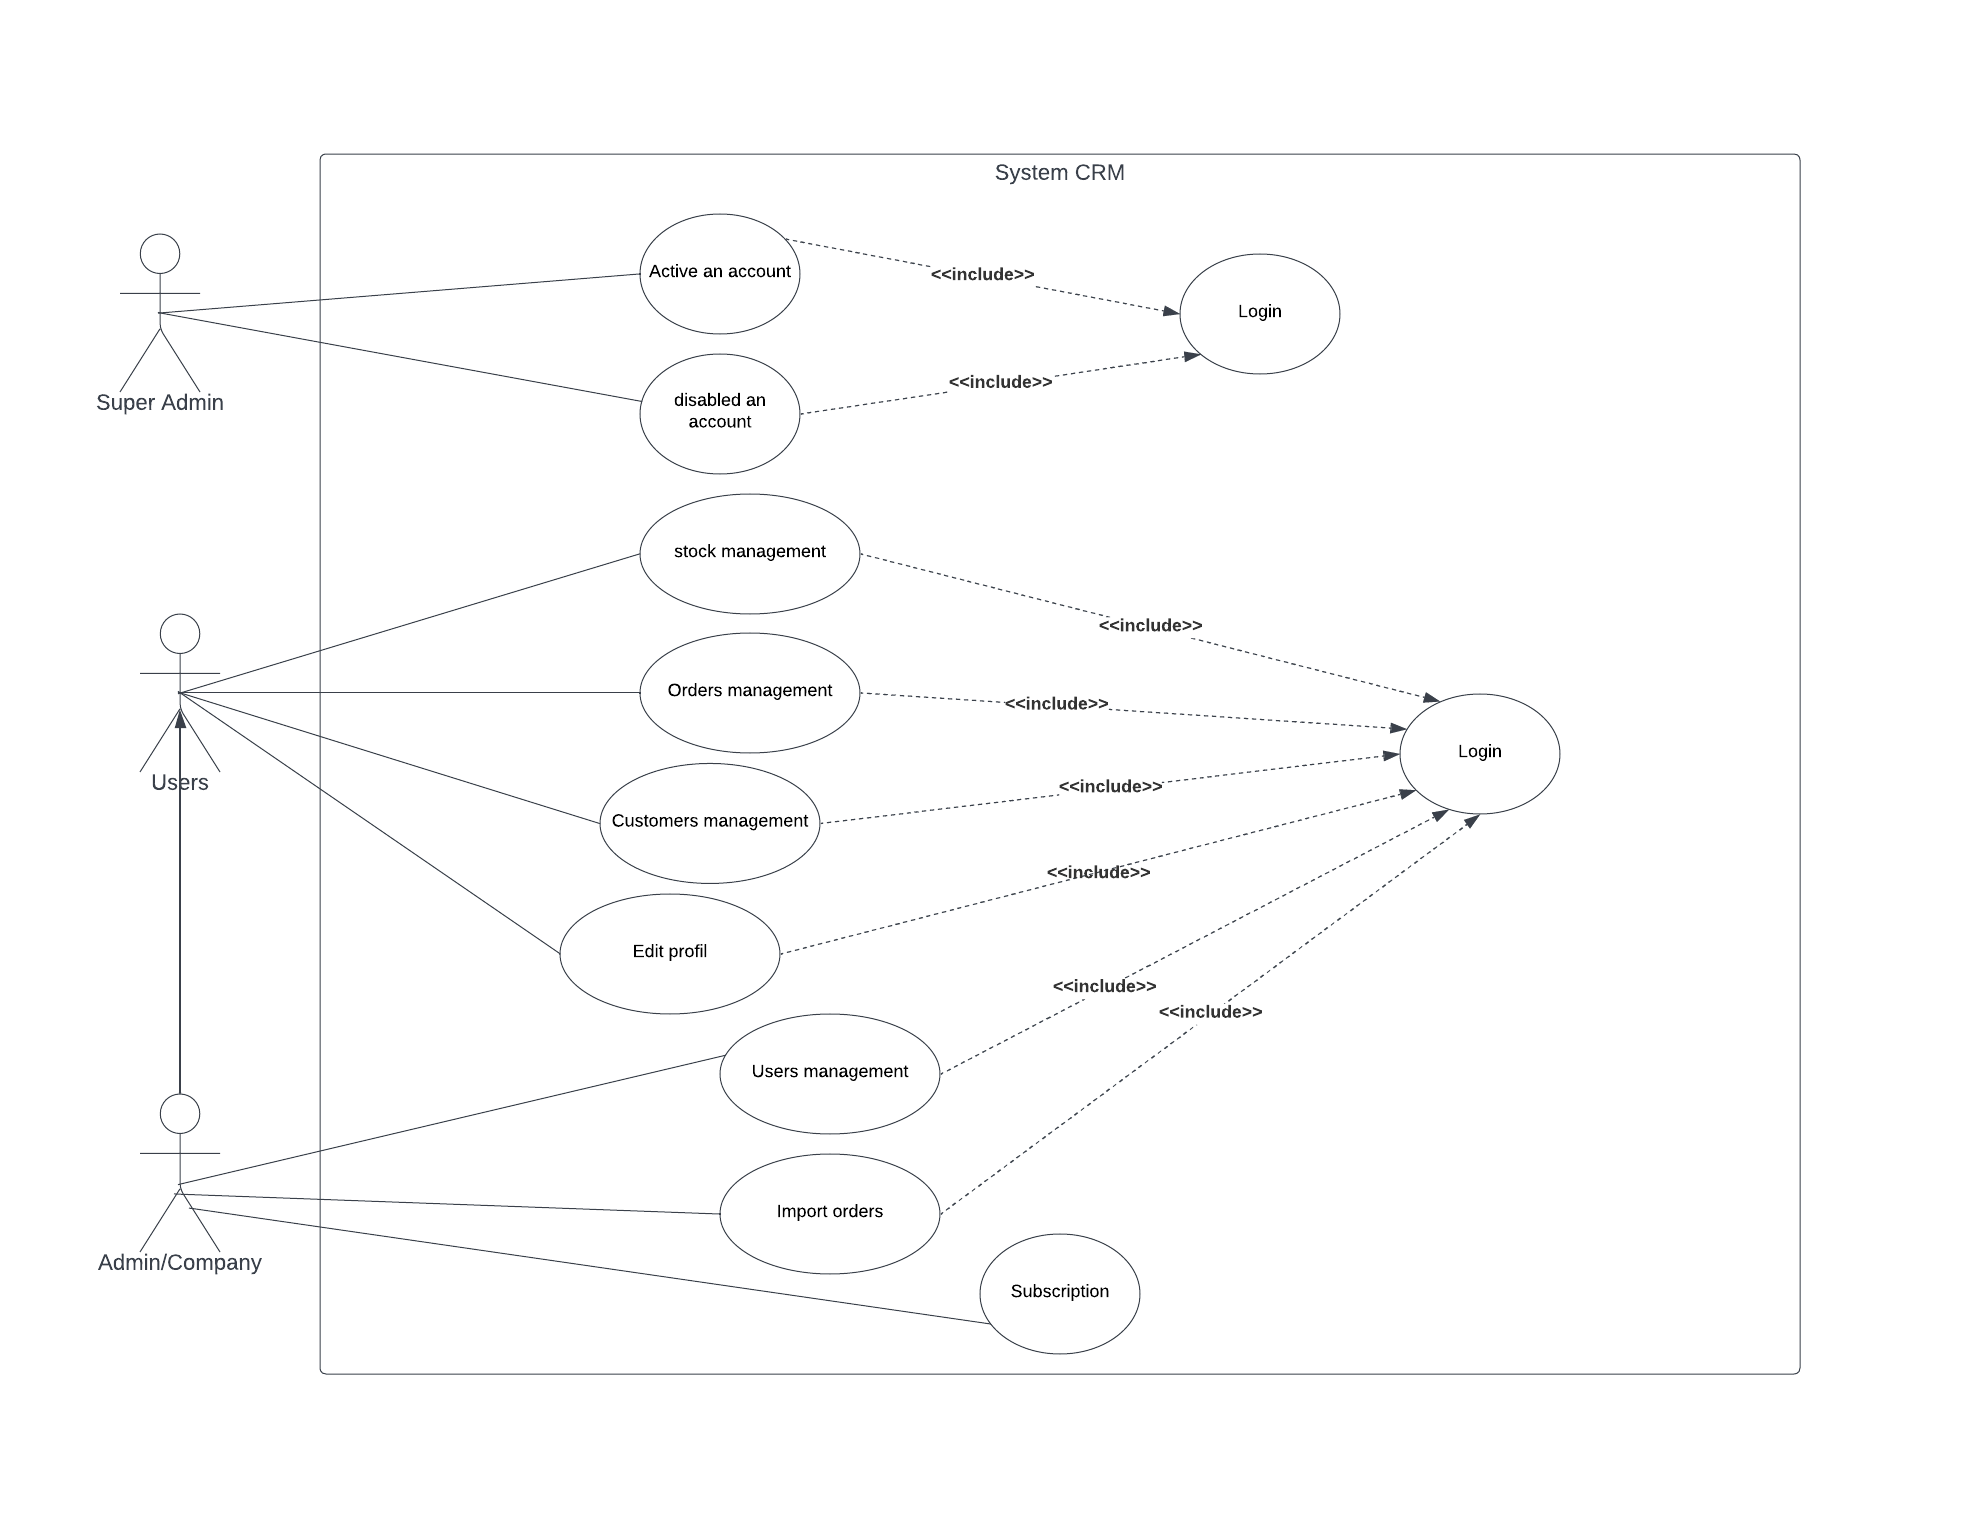 System CRM
Active an account
<<include>>
Login
Super Admin
disabled an
account
<<include>>
stock management
<<include>>
Users
Orders management
<<include>>
Login
Customers management
<<include>>
Edit profil
<<include>>
Users management
<<include>>
<<include>>
Admin/Company
Import orders
Subscription